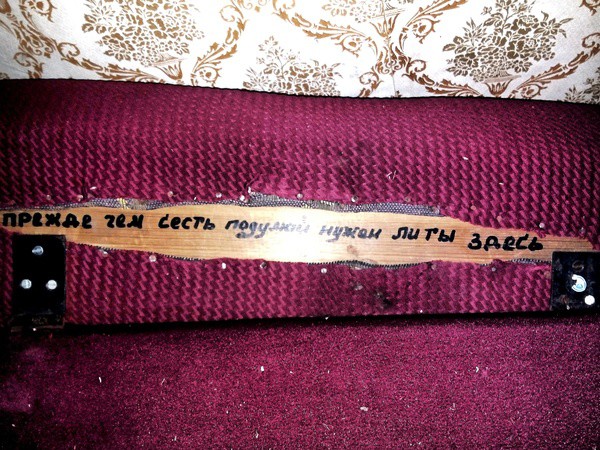 прежде чем сесть подумай нужен ли ты здесь